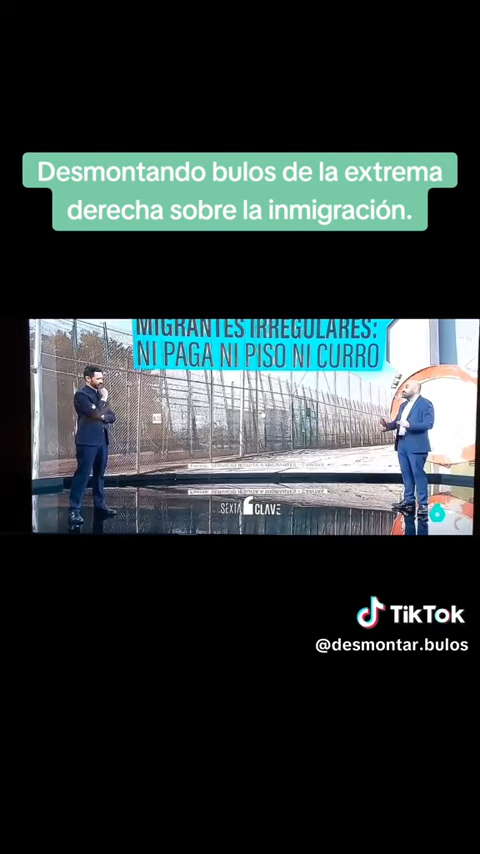 Desmontando bulos de la extrema
derecha sobre la inmigración.
MIGRANTES IRREGULARES:
NI PAGA NI PISO NI CURRO
SEXTA CLAVE
TikTok
@desmontar.bulos